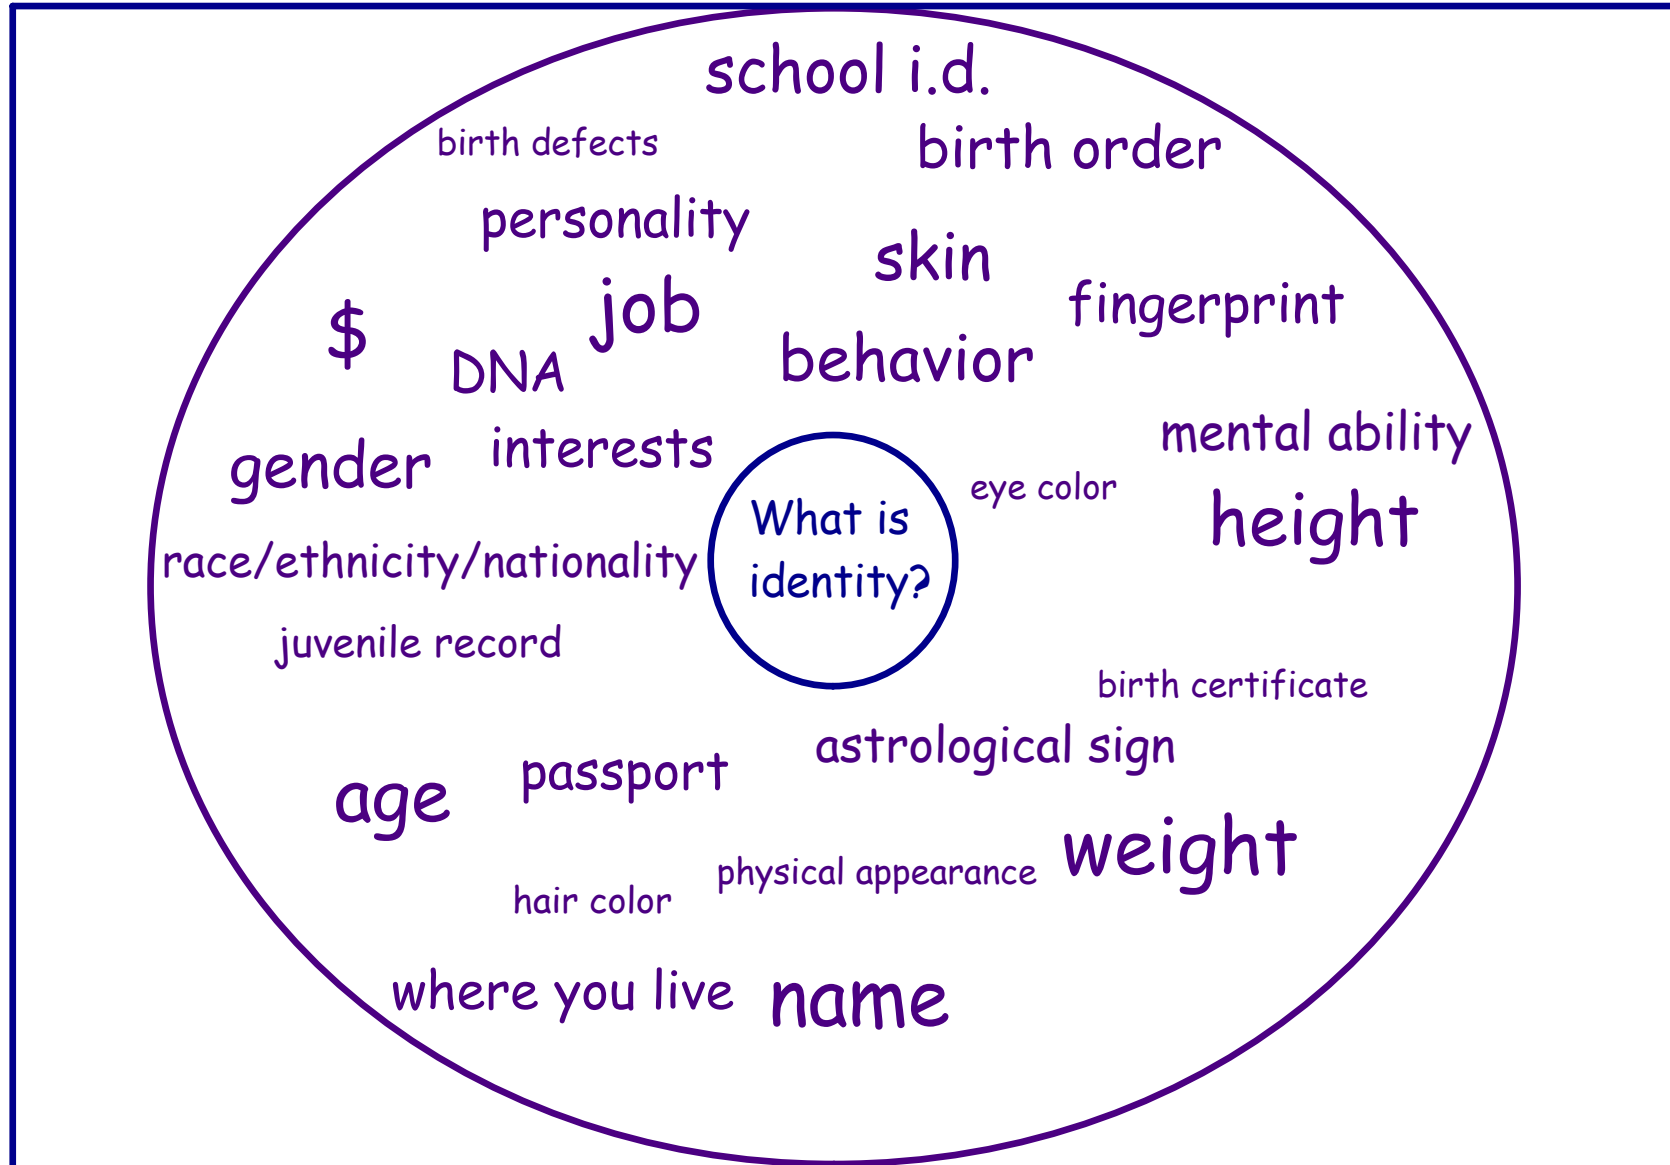 school i.d.
birth defects
birth order
personality
skin
job
fingerprint
$
DNA
behavior
mental ability
interests
gender
eye color
What is
identity?
height
race/ethnicity/nationality
juvenile record
birth certificate
astrological sign
passport
age
weight
physical appearance
hair color
where you live
name